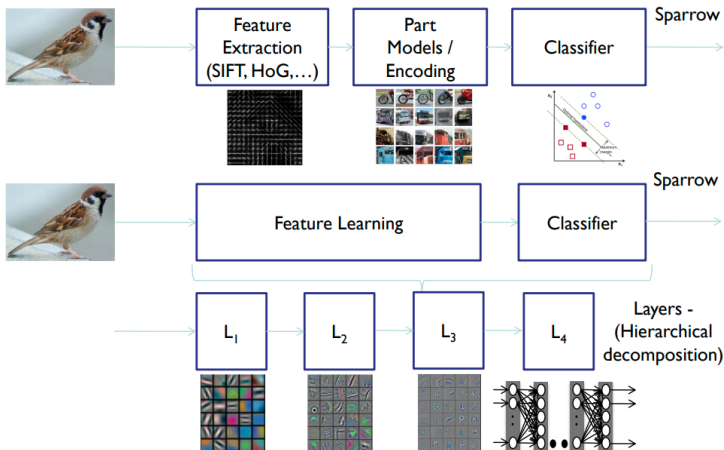 Feature
Extraction
(SIFT, HoG,...)
Part
Models /
Encoding
Classifier
Sparrow
Feature Learning
Classifier
Sparrow
L1
L2
L3
L4
Layers -
(Hierarchical
decomposition)